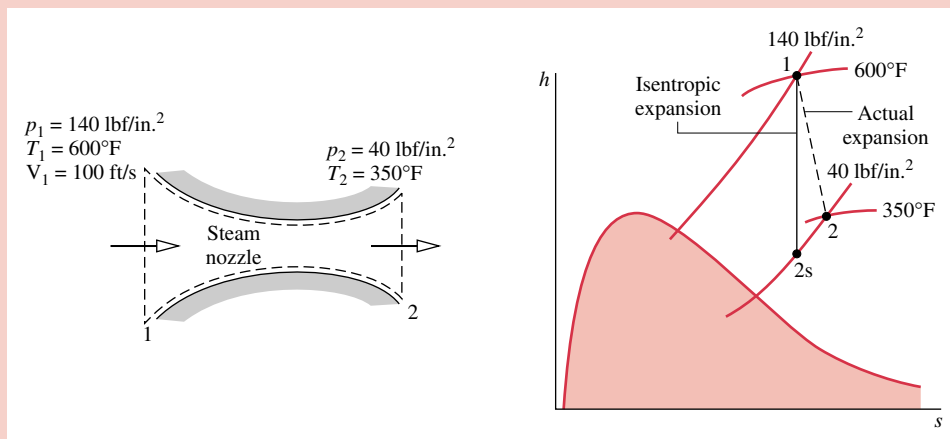 p₁ = 140 lbf/in.²
T₁ = 600°F
V₁ = 100 ft/s
p₂ = 40 lbf/in.²
T₂ = 350°F
Steam
nozzle
1
2
h
140 lbf/in.²
1
600°F
Isentropic
expansion
Actual
expansion
40 lbf/in.²
350°F
2
2s
s